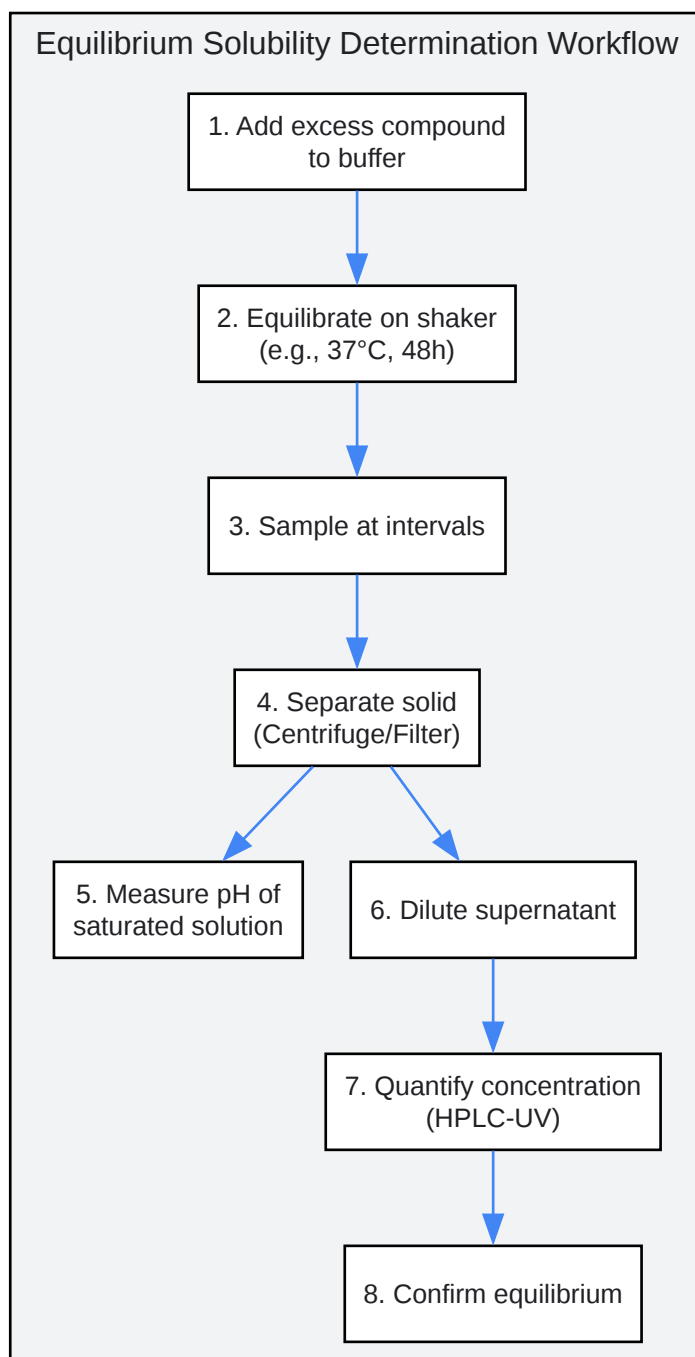 Equilibrium Solubility Determination Workflow
1. Add excess compound
to buffer
2. Equilibrate on shaker
(e.g., 37°C, 48h)
3. Sample at intervals
4. Separate solid
(Centrifuge/Filter)
5. Measure pH of
saturated solution
6. Dilute supernatant
7. Quantify concentration
(HPLC-UV)
8. Confirm equilibrium